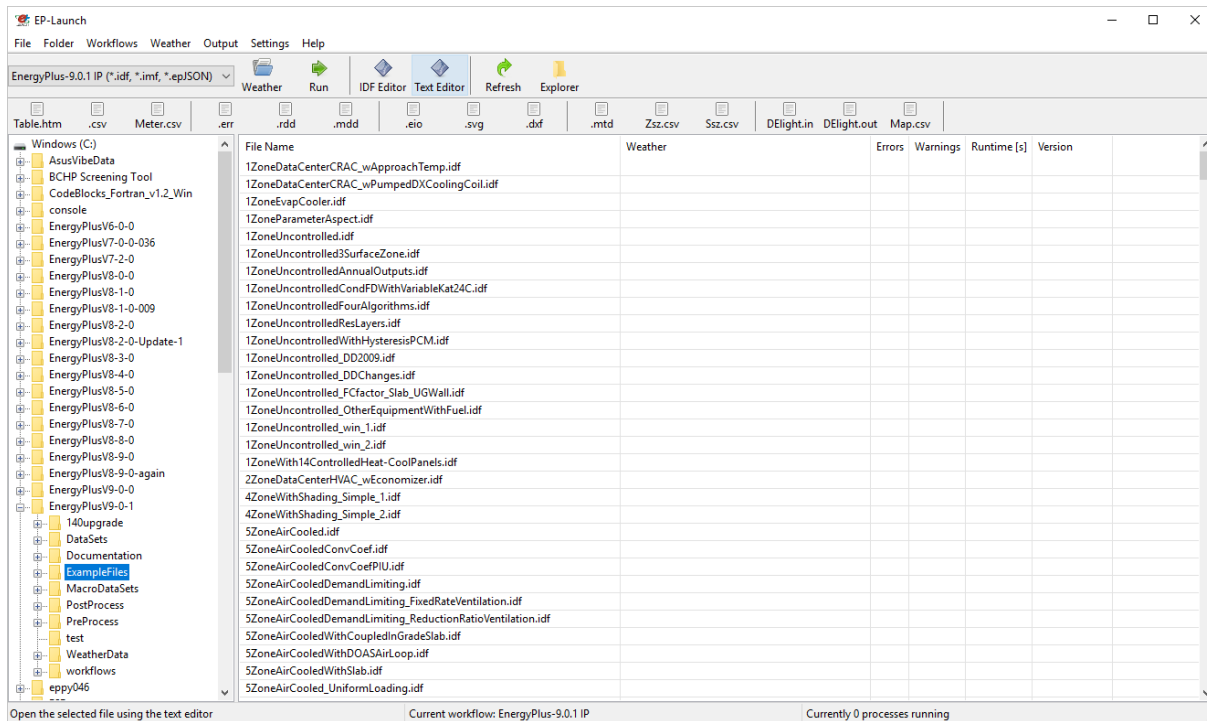 EP-Launch
File Folder Workflows Weather Output Settings Help
EnergyPlus-9.0.1 IP (*.idf, *.imf, *.epJSON)
Weather Run IDF Editor Text Editor Refresh Explorer
Table.htm .csv Meter.csv .err .rdd .mdd .eio .svg .dxf .mtd Zsz.csv Ssz.csv DElight.in DElight.out Map.csv
Windows (C:)
AsusVibeData
BCHP Screening Tool
CodeBlocks_Fortran_v1.2_Win
console
EnergyPlusV6-0-0
EnergyPlusV7-0-0-036
EnergyPlusV7-2-0
EnergyPlusV8-0-0
EnergyPlusV8-1-0
EnergyPlusV8-1-0-009
EnergyPlusV8-2-0
EnergyPlusV8-2-0-Update-1
EnergyPlusV8-3-0
EnergyPlusV8-4-0
EnergyPlusV8-5-0
EnergyPlusV8-6-0
EnergyPlusV8-7-0
EnergyPlusV8-8-0
EnergyPlusV8-9-0
EnergyPlusV8-9-0-again
EnergyPlusV9-0-0
EnergyPlusV9-0-1
140upgrade
DataSets
Documentation
ExampleFiles
MacroDataSets
PostProcess
PreProcess
test
WeatherData
workflows
eppy046
File Name Weather Errors Warnings Runtime [s] Version
1ZoneDataCenterCRAC_wApproachTemp.idf
1ZoneDataCenterCRAC_wPumpedDXCoolingCoil.idf
1ZoneEvapCooler.idf
1ZoneParameterAspect.idf
1ZoneUncontrolled.idf
1ZoneUncontrolled3SurfaceZone.idf
1ZoneUncontrolledAnnualOutputs.idf
1ZoneUncontrolledCondFDWithVariableKat24C.idf
1ZoneUncontrolledFourAlgorithms.idf
1ZoneUncontrolledResLayers.idf
1ZoneUncontrolledWithHysteresisPCM.idf
1ZoneUncontrolled_DD2009.idf
1ZoneUncontrolled_DDChanges.idf
1ZoneUncontrolled_FCfactor_Slab_UGWall.idf
1ZoneUncontrolled_OtherEquipmentWithFuel.idf
1ZoneUncontrolled_win_1.idf
1ZoneUncontrolled_win_2.idf
1ZoneWith14ControlledHeat-CoolPanels.idf
2ZoneDataCenterHVAC_wEconomizer.idf
4ZoneWithShading_Simple_1.idf
4ZoneWithShading_Simple_2.idf
5ZoneAirCooled.idf
5ZoneAirCooledConvCoef.idf
5ZoneAirCooledConvCoefPIU.idf
5ZoneAirCooledDemandLimiting.idf
5ZoneAirCooledDemandLimiting_FixedRateVentilation.idf
5ZoneAirCooledDemandLimiting_ReductionRatioVentilation.idf
5ZoneAirCooledWithCoupledInGradeSlab.idf
5ZoneAirCooledWithDOASAirLoop.idf
5ZoneAirCooledWithSlab.idf
5ZoneAirCooled_UniformLoading.idf
Open the selected file using the text editor Current workflow: EnergyPlus-9.0.1 IP Currently 0 processes running